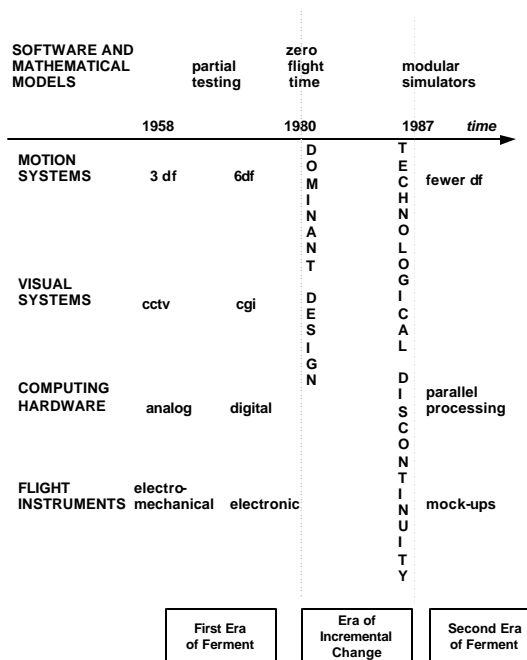 SOFTWARE AND
MATHEMATICAL
MODELS
partial
testing
zero
flight
time
modular
simulators
1958
1980
1987
time
MOTION
SYSTEMS
3 df
6df
fewer df
VISUAL
SYSTEMS
cctv
cgi
COMPUTING
HARDWARE
analog
digital
parallel
processing
FLIGHT
INSTRUMENTS
electro-
mechanical
electronic
mock-ups
DOMINANT DESIGN
TECHNOLOGICAL DISCONTINUITY
First Era
of Ferment
Era of
Incremental
Change
Second Era
of Ferment